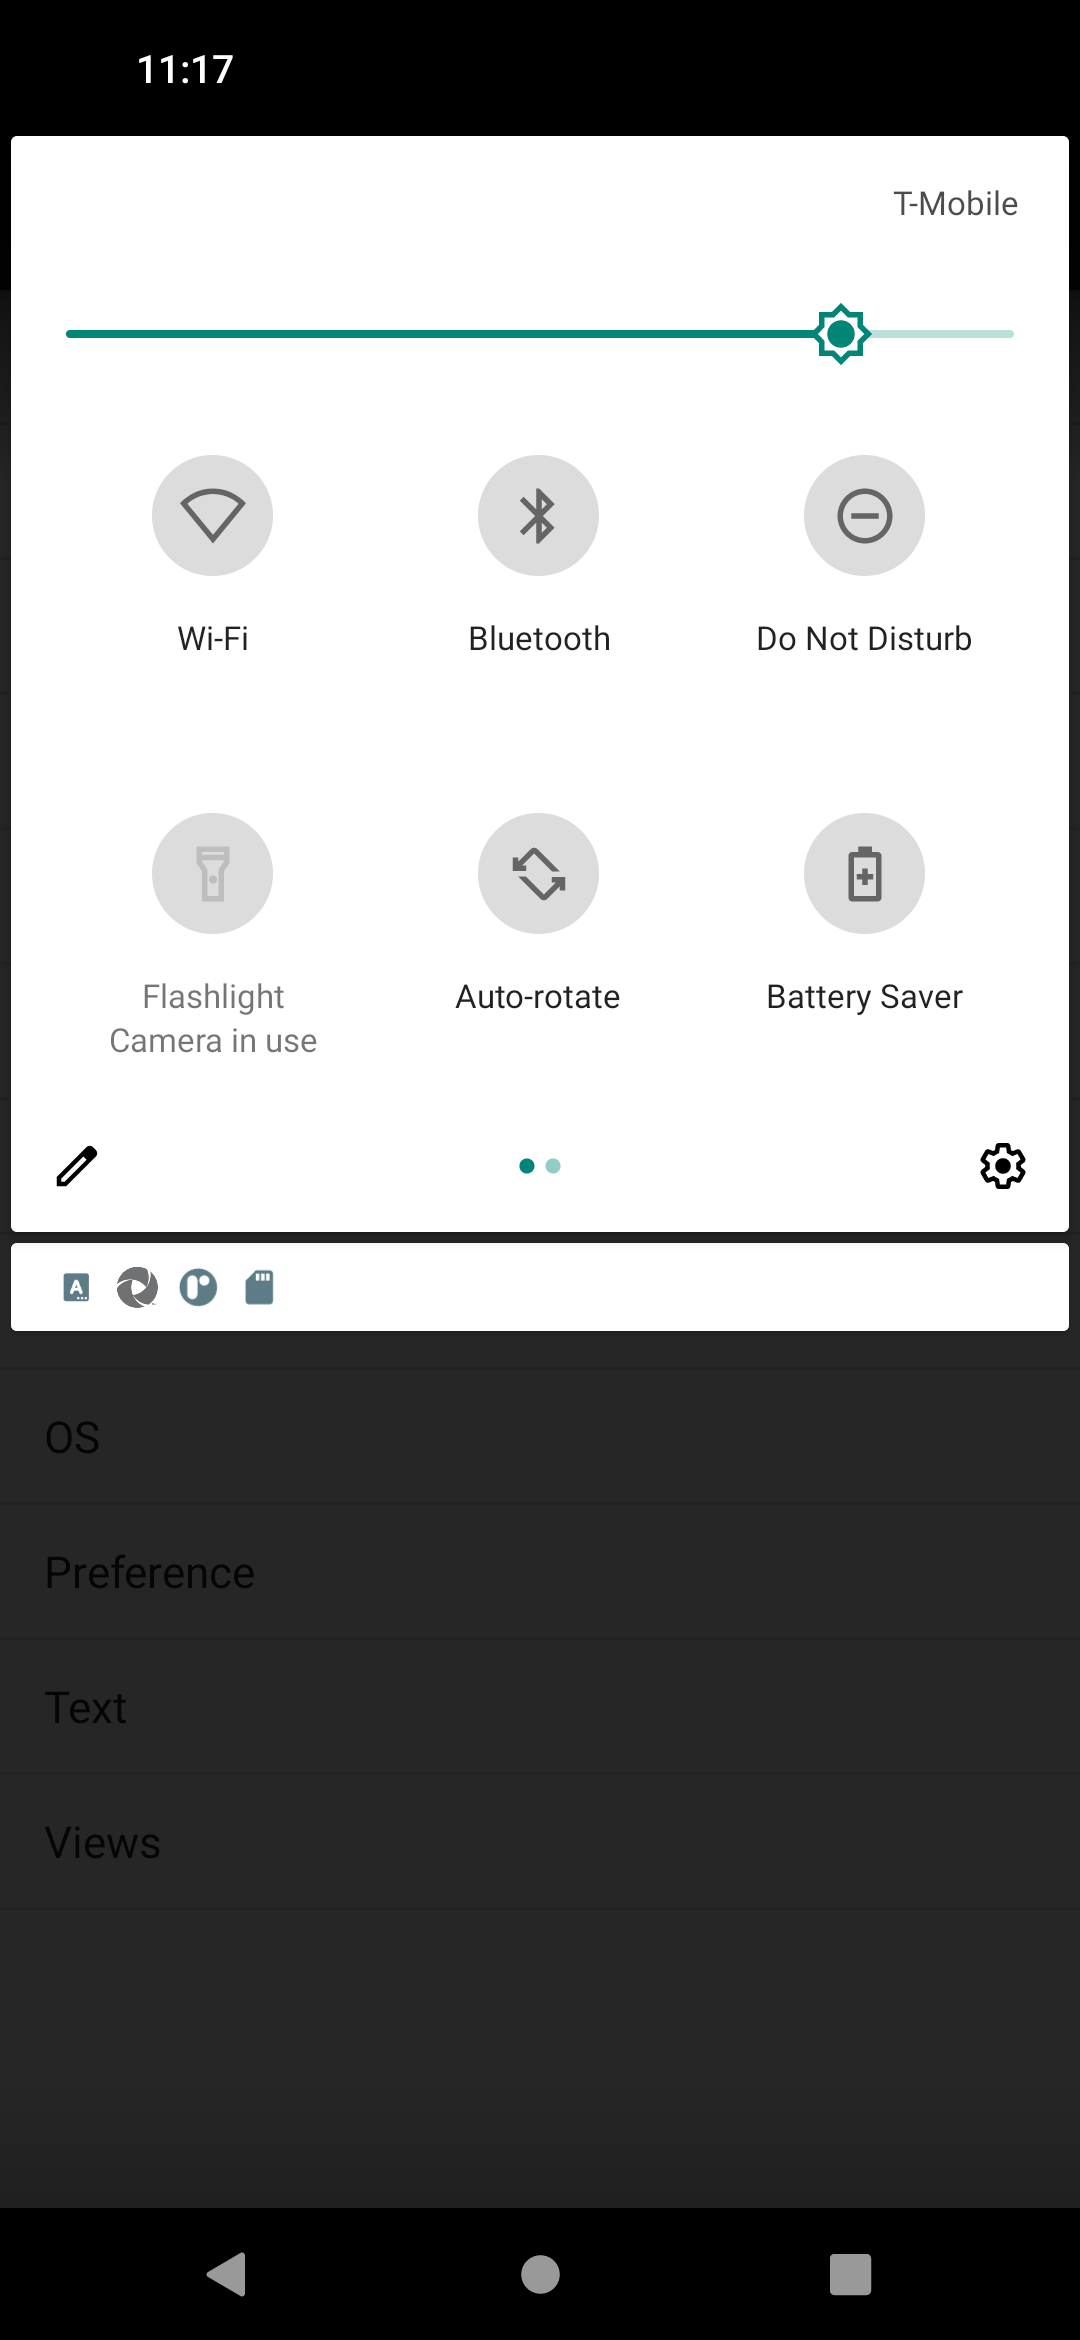 11:17
T-Mobile
Wi-Fi
Bluetooth
Do Not Disturb
Flashlight
Camera in use
Auto-rotate
Battery Saver
A
OS
Preference
Text
Views